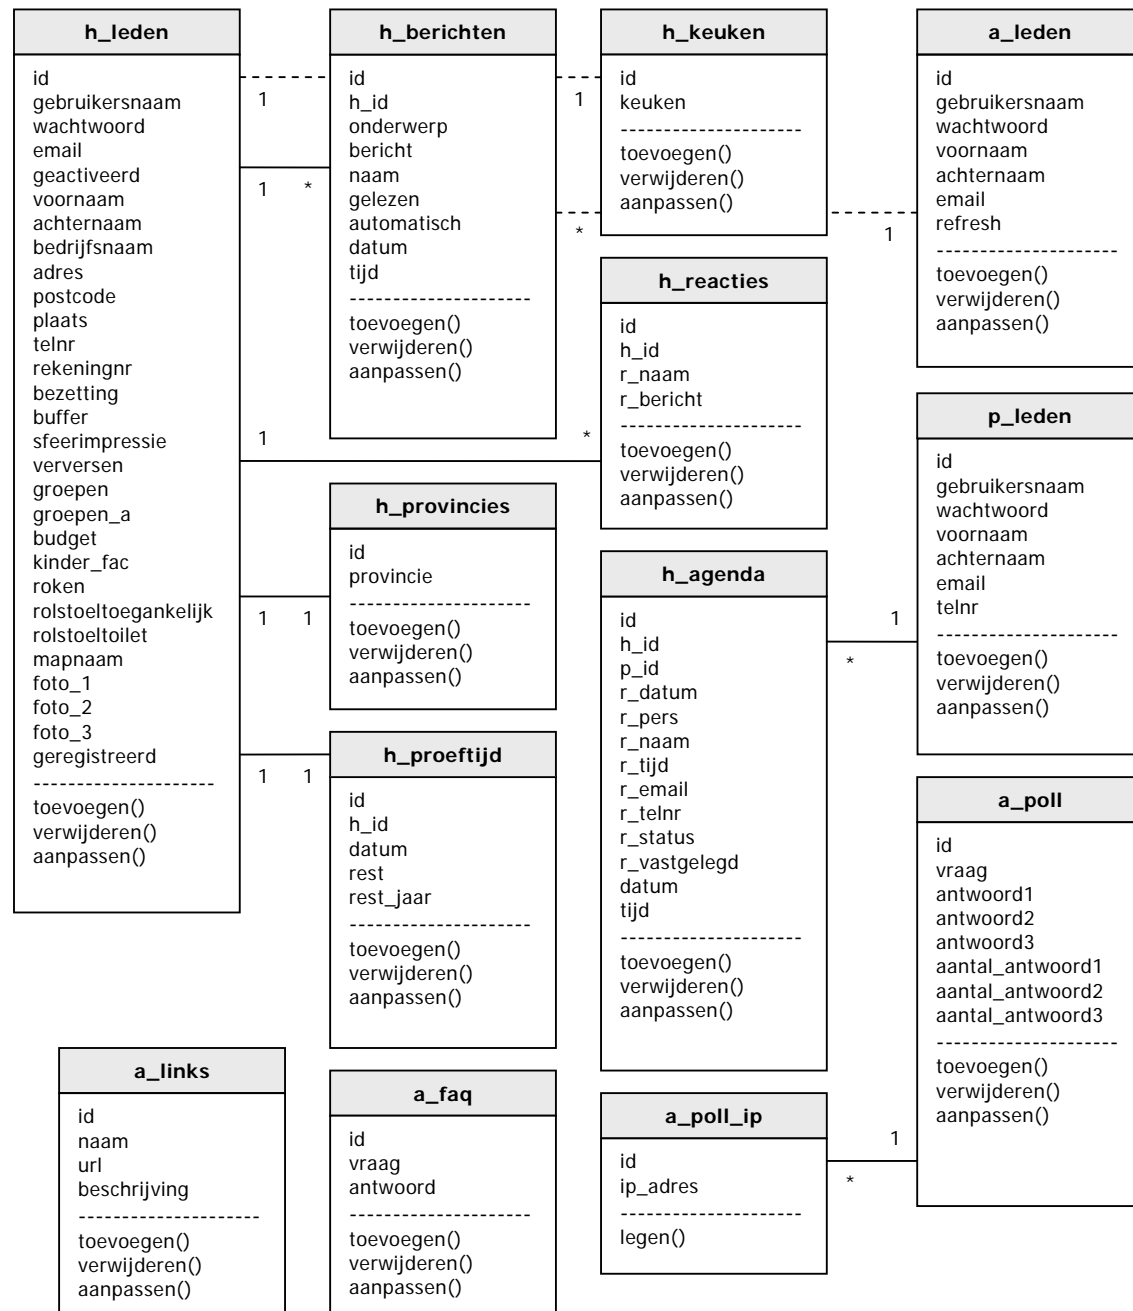 h_leden
id
gebruikersnaam
wachtwoord
email
geactiveerd
voornaam
achternaam
bedrijfsnaam
adres
postcode
plaats
telnr
rekeningnr
bezetting
buffer
sfeerimpressie
verversen
groepen
groepen_a
budget
kinder_fac
roken
rolstoeltoegankelijk
rolstoeltoilet
mapnaam
foto_1
foto_2
foto_3
geregistreerd
----------------------
toevoegen()
verwijderen()
aanpassen()
1
1 *
1 *
1 1
1 1
h_berichten
id
h_id
onderwerp
bericht
naam
gelezen
automatisch
datum
tijd
----------------------
toevoegen()
verwijderen()
aanpassen()
1
* 1
h_provincies
id
provincie
----------------------
toevoegen()
verwijderen()
aanpassen()
h_proeftijd
id
h_id
datum
rest
rest_jaar
----------------------
toevoegen()
verwijderen()
aanpassen()
h_keuken
id
keuken
----------------------
toevoegen()
verwijderen()
aanpassen()
h_reacties
id
h_id
r_naam
r_bericht
----------------------
toevoegen()
verwijderen()
aanpassen()
h_agenda
id
h_id
p_id
r_datum
r_pers
r_naam
r_tijd
r_email
r_telnr
r_status
r_vastgelegd
datum
tijd
----------------------
toevoegen()
verwijderen()
aanpassen()
1
*
a_leden
id
gebruikersnaam
wachtwoord
voornaam
achternaam
email
refresh
----------------------
toevoegen()
verwijderen()
aanpassen()
p_leden
id
gebruikersnaam
wachtwoord
voornaam
achternaam
email
telnr
----------------------
toevoegen()
verwijderen()
aanpassen()
a_poll
id
vraag
antwoord1
antwoord2
antwoord3
aantal_antwoord1
aantal_antwoord2
aantal_antwoord3
----------------------
toevoegen()
verwijderen()
aanpassen()
a_links
id
naam
url
beschrijving
----------------------
toevoegen()
verwijderen()
aanpassen()
a_faq
id
vraag
antwoord
----------------------
toevoegen()
verwijderen()
aanpassen()
a_poll_ip
id
ip_adres
----------------------
legen()
1
*